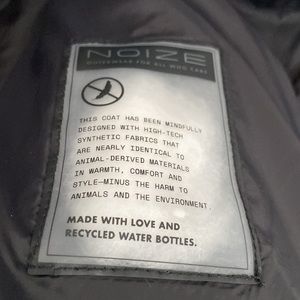 NOIZE
OUTERWEAR FOR ALL WHO CARE
THIS COAT HAS BEEN MINDFULLY
DESIGNED WITH HIGH-TECH
SYNTHETIC FABRICS THAT
ARE NEARLY IDENTICAL TO
ANIMAL-DERIVED MATERIALS
IN WARMTH, COMFORT AND
STYLE—MINUS THE HARM TO
ANIMALS AND THE ENVIRONMENT.
MADE WITH LOVE AND
RECYCLED WATER BOTTLES.